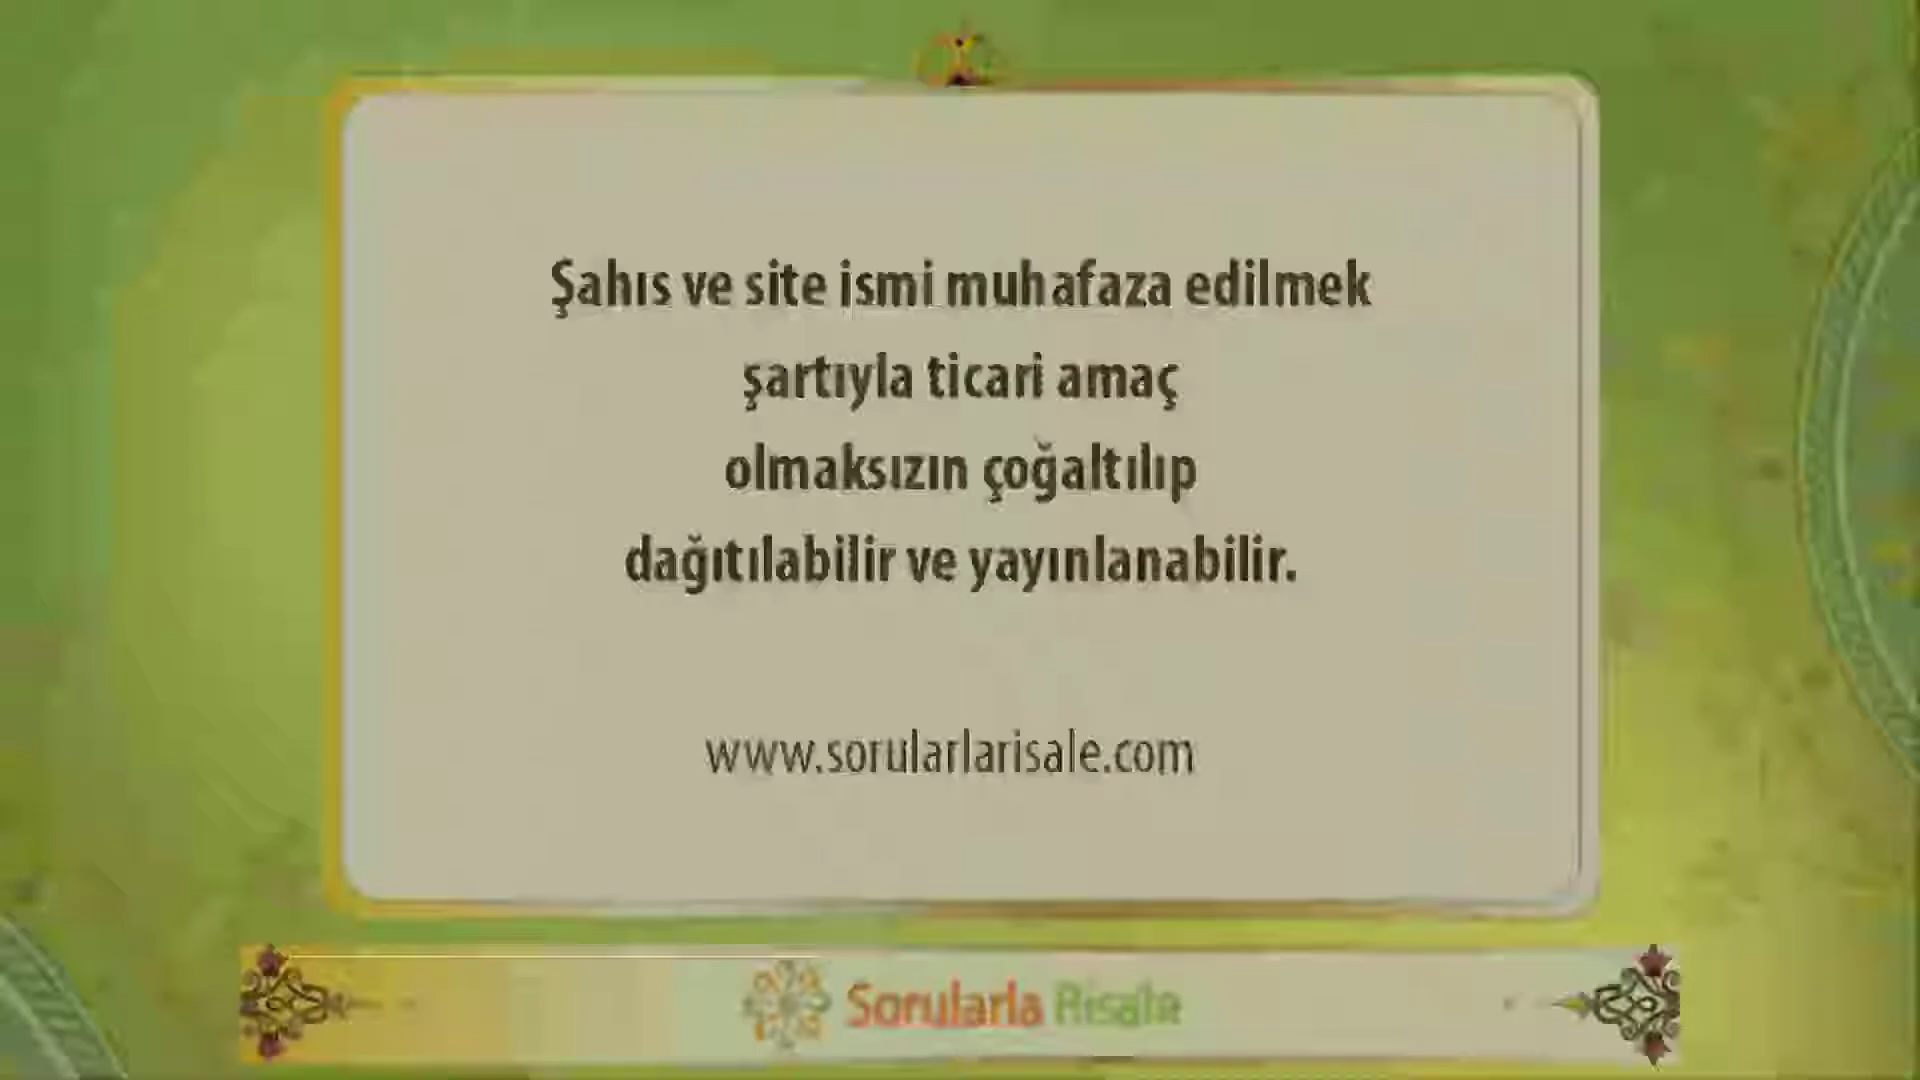 Şahıs ve site ismi muhafaza edilmek
şartıyla ticari amaç
olmaksızın çoğaltılıp
dağıtılabilir ve yayınlanabilir.
www.sorularlarisale.com
Sorularla Risale